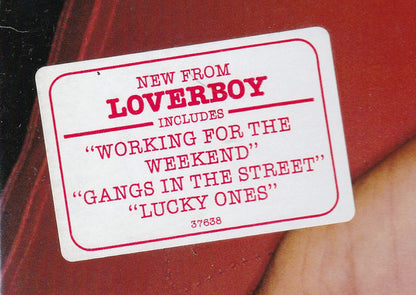 NEW FROM
LOVERBOY
INCLUDES
“WORKING FOR THE
WEEKEND”
“GANGS IN THE STREET”
“LUCKY ONES”
37638